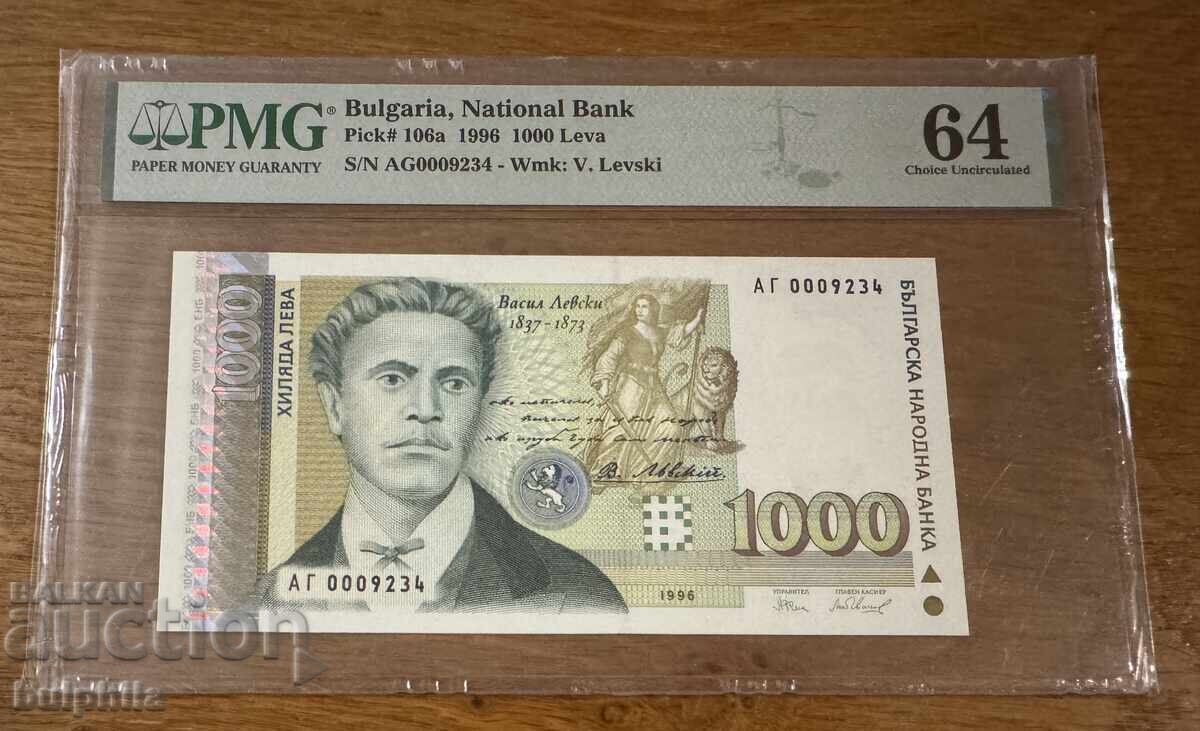 PMG®
PAPER MONEY GUARANTY
Bulgaria, National Bank
Pick# 106a 1996 1000 Leva
S/N AG0009234 - Wmk: V. Levski
64
Choice Uncirculated
1000
ХИЛЯДА ЛЕВА
Васил Левски
1837-1873
АГ 0009234
БЪЛГАРСКА НАРОДНА БАНКА
В. Лѣвскій
1000
АГ 0009234
1996
УПРАВИТЕЛ
ГЛАВЕН КАСИЕР
BALKAN
auction
bulphila